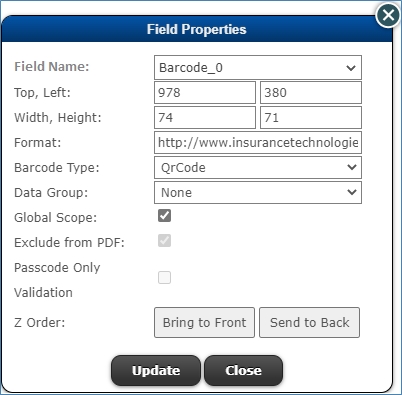 Field Properties
Field Name: Barcode_0
Top, Left: 978 380
Width, Height: 74 71
Format: http://www.insurancetechnologie
Barcode Type: QrCode
Data Group: None
Global Scope:
Exclude from PDF:
Passcode Only
Validation
Z Order: Bring to Front Send to Back
Update Close